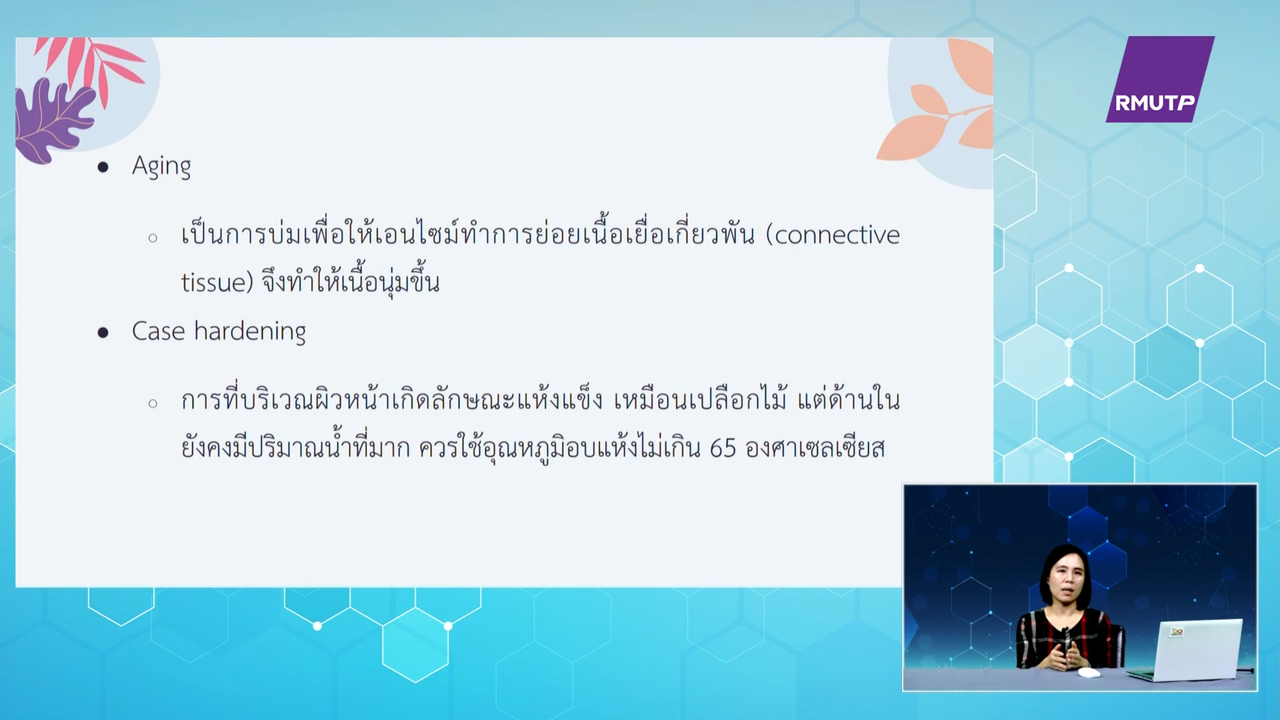 RMUTP
Aging
เป็นการบ่มเพื่อให้เอนไซม์ทำการย่อยเนื้อเยื่อเกี่ยวพัน (connective
tissue) จึงทำให้เนื้อนุ่มขึ้น
Case hardening
การที่บริเวณผิวหน้าเกิดลักษณะแห้งแข็ง เหมือนเปลือกไม้ แต่ด้านใน
ยังคงมีปริมาณน้ำที่มาก ควรใช้อุณหภูมิอบแห้งไม่เกิน 65 องศาเซลเซียส